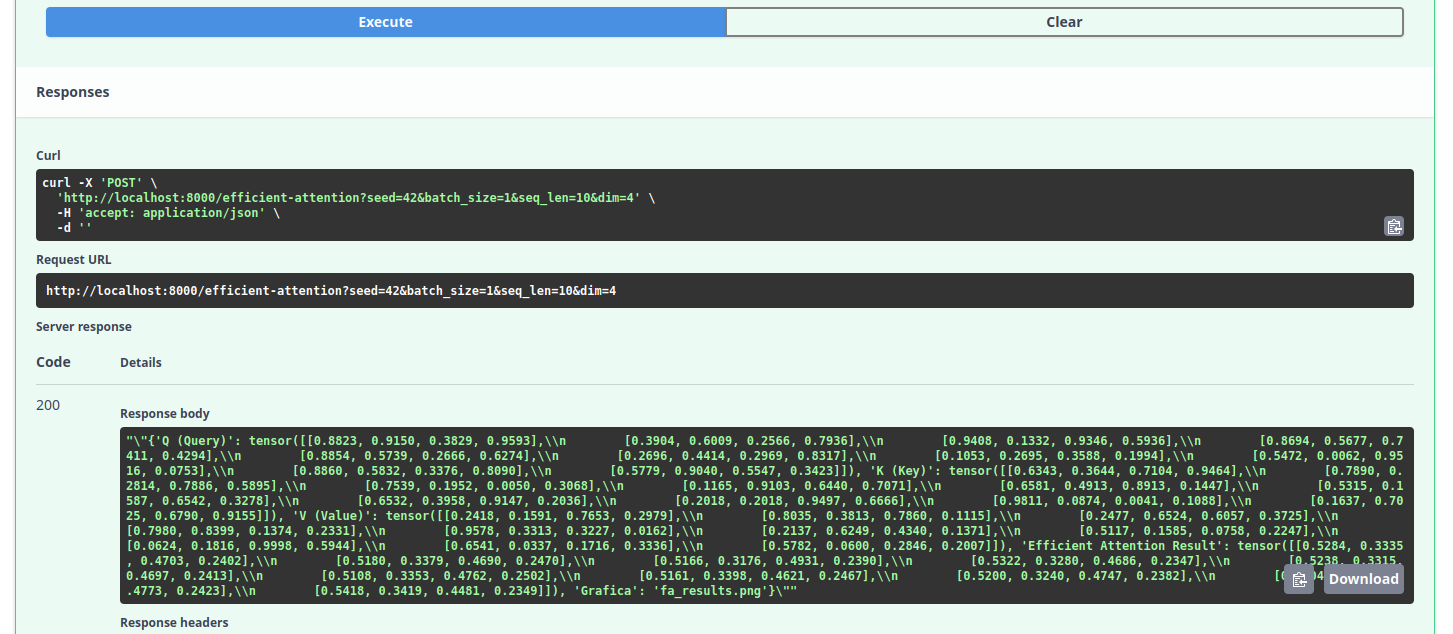 Execute
Clear
Responses
Curl
curl -X 'POST' \
'http://localhost:8000/efficient-attention?seed=42&batch_size=1&seq_len=10&dim=4' \
-H 'accept: application/json' \
-d ''
Request URL
http://localhost:8000/efficient-attention?seed=42&batch_size=1&seq_len=10&dim=4
Server response
Code
Details
200
Response body
"\"{'Q (Query)': tensor([[0.8823, 0.9150, 0.3829, 0.9593],\\n        [0.3904, 0.6009, 0.2566, 0.7936],\\n        [0.9408, 0.1332, 0.9346, 0.5936],\\n        [0.8694, 0.5677, 0.7
411, 0.4294],\\n        [0.8854, 0.5739, 0.2666, 0.6274],\\n        [0.2696, 0.4414, 0.2969, 0.8317],\\n        [0.1053, 0.2695, 0.3588, 0.1994],\\n        [0.5472, 0.0062, 0.95
16, 0.0753],\\n        [0.8860, 0.5832, 0.3376, 0.8090],\\n        [0.5779, 0.9040, 0.5547, 0.3423]]), 'K (Key)': tensor([[0.6343, 0.3644, 0.7104, 0.9464],\\n        [0.7890, 0.
2814, 0.7886, 0.5895],\\n        [0.7539, 0.1952, 0.0050, 0.3068],\\n        [0.1165, 0.9103, 0.6440, 0.7071],\\n        [0.6581, 0.4913, 0.8913, 0.1447],\\n        [0.5315, 0.1
587, 0.6542, 0.3278],\\n        [0.6532, 0.3958, 0.9147, 0.2036],\\n        [0.2018, 0.2018, 0.9497, 0.6666],\\n        [0.9811, 0.0874, 0.0041, 0.1088],\\n        [0.1637, 0.70
25, 0.6790, 0.9155]]), 'V (Value)': tensor([[0.2418, 0.1591, 0.7653, 0.2979],\\n        [0.8035, 0.3813, 0.7860, 0.1115],\\n        [0.2477, 0.6524, 0.6057, 0.3725],\\n
[0.7980, 0.8399, 0.1374, 0.2331],\\n        [0.9578, 0.3313, 0.3227, 0.0162],\\n        [0.2137, 0.6249, 0.4340, 0.1371],\\n        [0.5117, 0.1585, 0.0758, 0.2247],\\n
[0.0624, 0.1816, 0.9998, 0.5944],\\n        [0.6541, 0.0337, 0.1716, 0.3336],\\n        [0.5782, 0.0600, 0.2846, 0.2007]]), 'Efficient Attention Result': tensor([[0.5284, 0.3335
, 0.4703, 0.2402],\\n        [0.5180, 0.3379, 0.4690, 0.2470],\\n        [0.5166, 0.3176, 0.4931, 0.2390],\\n        [0.5322, 0.3280, 0.4686, 0.2347],\\n        [0.5238, 0.3315,
0.4697, 0.2413],\\n        [0.5108, 0.3353, 0.4762, 0.2502],\\n        [0.5161, 0.3398, 0.4621, 0.2467],\\n        [0.5200, 0.3240, 0.4747, 0.2382],\\n
.4773, 0.2423],\\n        [0.5418, 0.3419, 0.4481, 0.2349]]), 'Grafica': 'fa_results.png'}\""
Download
Response headers